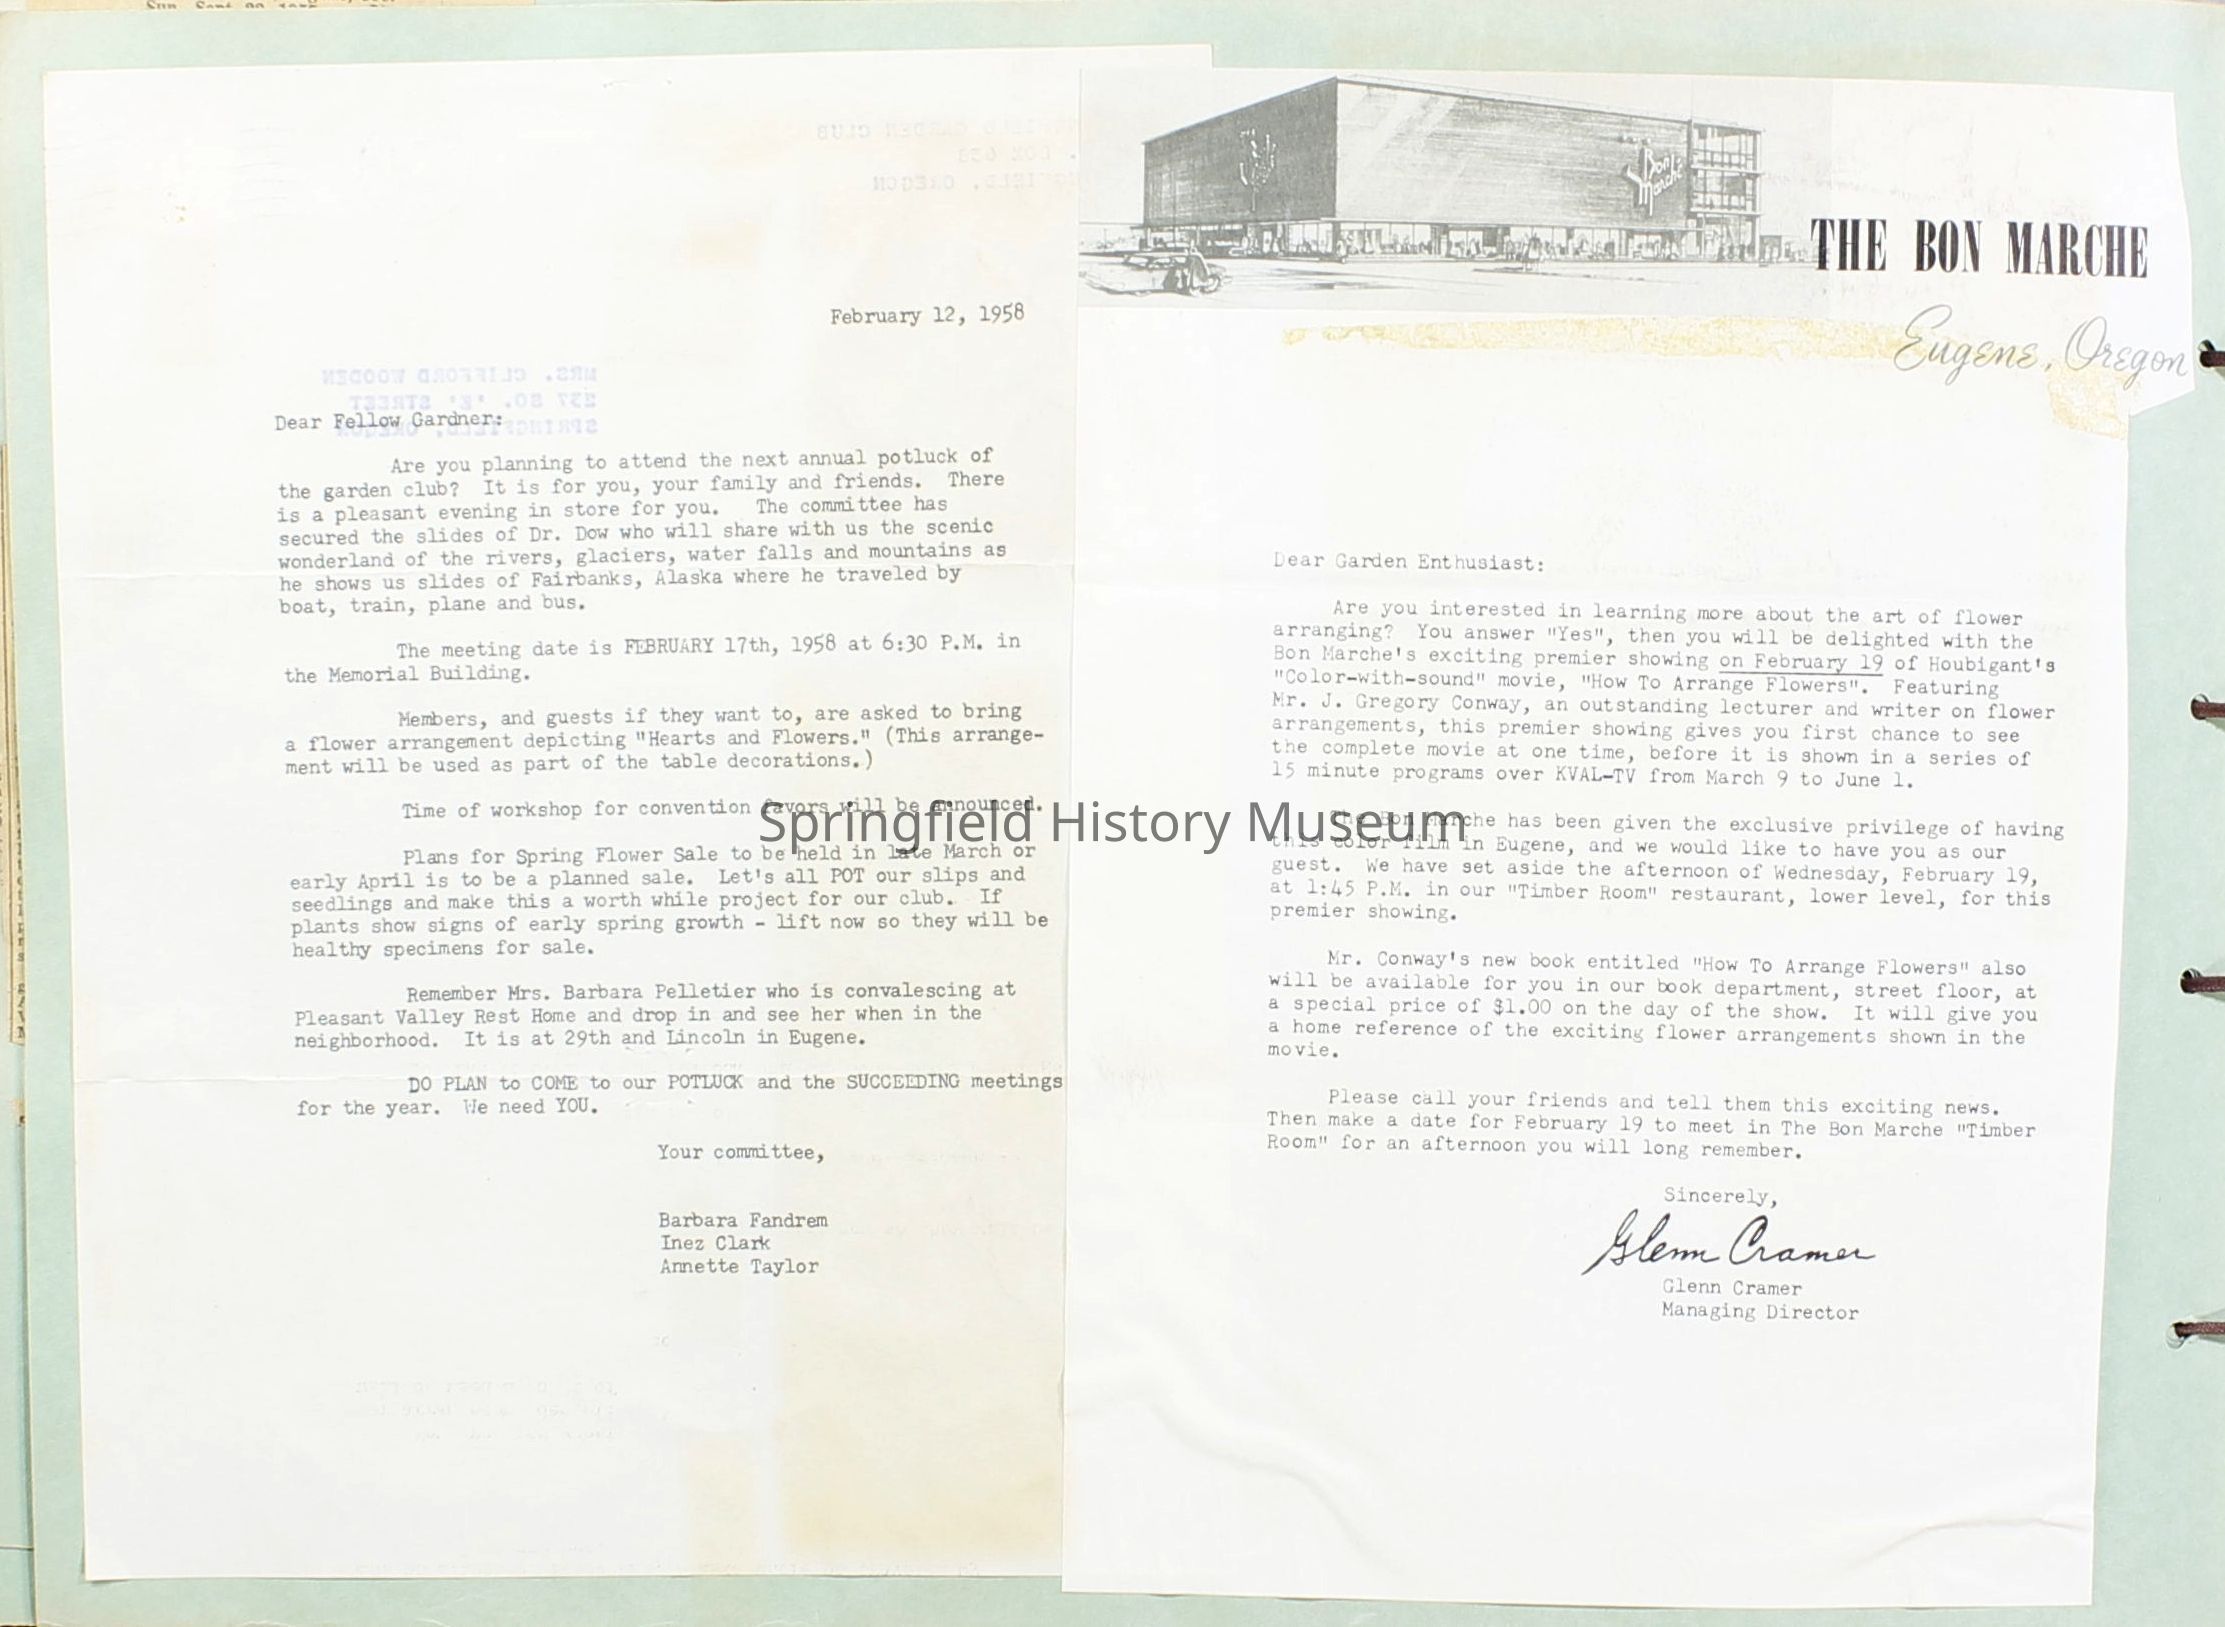 February 12, 1958
MRS. CLIFFORD WOODEN
237 SO. 'E' STREET
SPRINGFIELD, OREGON
Dear Fellow Gardner:
Are you planning to attend the next annual potluck of
the garden club? It is for you, your family and friends. There
is a pleasant evening in store for you. The committee has
secured the slides of Dr. Dow who will share with us the scenic
wonderland of the rivers, glaciers, water falls and mountains as
he shows us slides of Fairbanks, Alaska where he traveled by
boat, train, plane and bus.
The meeting date is FEBRUARY 17th, 1958 at 6:30 P.M. in
the Memorial Building.
Members, and guests if they want to, are asked to bring
a flower arrangement depicting "Hearts and Flowers." (This arrange-
ment will be used as part of the table decorations.)
Time of workshop for convention favors will be announced.
Plans for Spring Flower Sale to be held in late March or
early April is to be a planned sale. Let's all POT our slips and
seedlings and make this a worth while project for our club. If
plants show signs of early spring growth - lift now so they will be
healthy specimens for sale.
Remember Mrs. Barbara Pelletier who is convalescing at
Pleasant Valley Rest Home and drop in and see her when in the
neighborhood. It is at 29th and Lincoln in Eugene.
DO PLAN to COME to our POTLUCK and the SUCCEEDING meetings
for the year. We need YOU.
Your committee,
Barbara Fandrem
Inez Clark
Annette Taylor
Bon Marche
THE BON MARCHE
Eugene, Oregon
Dear Garden Enthusiast:
Are you interested in learning more about the art of flower
arranging? You answer "Yes", then you will be delighted with the
Bon Marche's exciting premier showing on February 19 of Houbigant's
"Color-with-sound" movie, "How To Arrange Flowers". Featuring
Mr. J. Gregory Conway, an outstanding lecturer and writer on flower
arrangements, this premier showing gives you first chance to see
the complete movie at one time, before it is shown in a series of
15 minute programs over KVAL-TV from March 9 to June 1.
The Bon Marche has been given the exclusive privilege of having
this color film in Eugene, and we would like to have you as our
guest. We have set aside the afternoon of Wednesday, February 19,
at 1:45 P.M. in our "Timber Room" restaurant, lower level, for this
premier showing.
Mr. Conway's new book entitled "How To Arrange Flowers" also
will be available for you in our book department, street floor, at
a special price of $1.00 on the day of the show. It will give you
a home reference of the exciting flower arrangements shown in the
movie.
Please call your friends and tell them this exciting news.
Then make a date for February 19 to meet in The Bon Marche "Timber
Room" for an afternoon you will long remember.
Sincerely,
Glenn Cramer
Glenn Cramer
Managing Director
Springfield History Museum